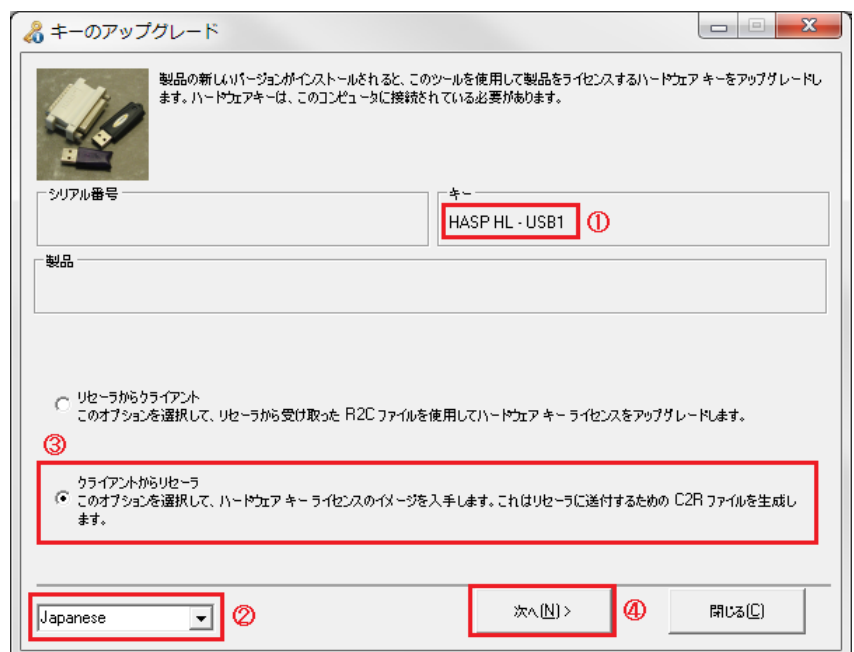 キーのアップグレード
製品の新しいバージョンがインストールされると、このツールを使用して製品をライセンスするハードウェア キーをアップグレードし
ます。ハードウェアキーは、このコンピュータに接続されている必要があります。
シリアル番号
キー
HASP HL - USB1
①
製品
リセーラからクライアント
このオプションを選択して、リセーラから受け取った R2C ファイルを使用してハードウェア キー ライセンスをアップグレードします。
③
クライアントからリセーラ
このオプションを選択して、ハードウェア キー ライセンスのイメージを入手します。これはリセーラに送付するための C2R ファイルを生成し
ます。
Japanese
②
次へ(N) >
④
閉じる(C)